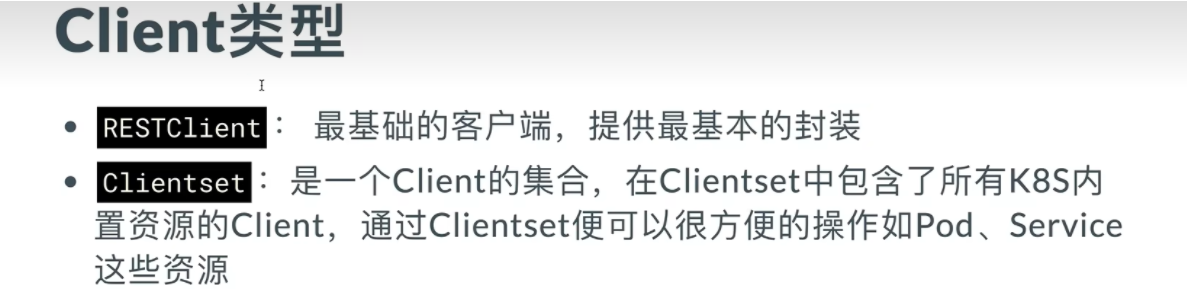 Client类型
RESTClient： 最基础的客户端，提供最基本的封装
Clientset：是一个Client的集合，在Clientset中包含了所有K8S内
置资源的Client，通过Clientset便可以很方便的操作如Pod、Service
这些资源